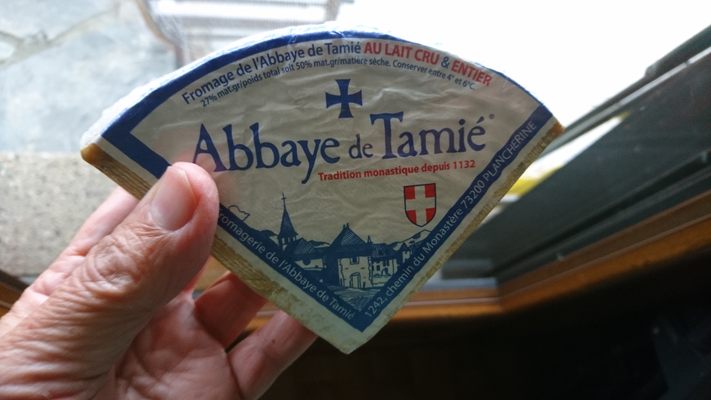 Fromage de l'Abbaye de Tamié AU LAIT CRU & ENTIER
27% mat.gr/poids total soit 50% mat.gr/matière sèche. Conserver entre 4° et 6°C.
Abbaye de Tamié®
Tradition monastique depuis 1132
Fromagerie de l'Abbaye de Tamié
1242, chemin du Monastère 73200 PLANCHERINE